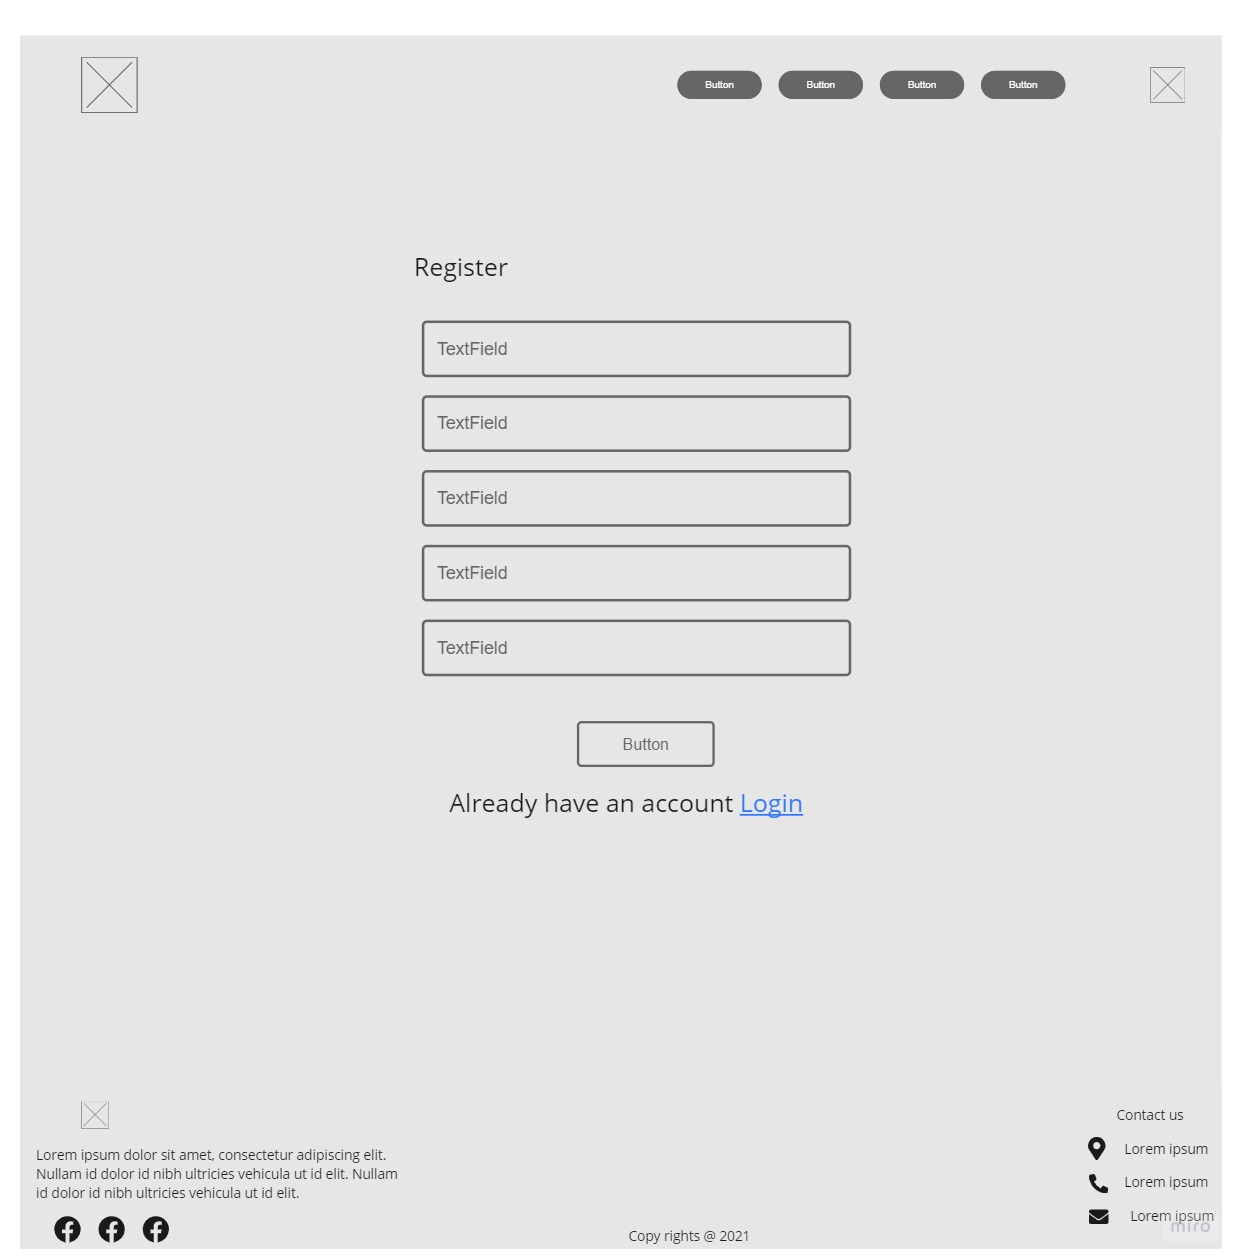 Button
Button
Button
Button
Register
TextField
TextField
TextField
TextField
TextField
Button
Already have an account Login
Lorem ipsum dolor sit amet, consectetur adipiscing elit.
Nullam id dolor id nibh ultricies vehicula ut id elit. Nullam
id dolor id nibh ultricies vehicula ut id elit.
Copy rights @ 2021
Contact us
Lorem ipsum
Lorem ipsum
Lorem ipsum
miro